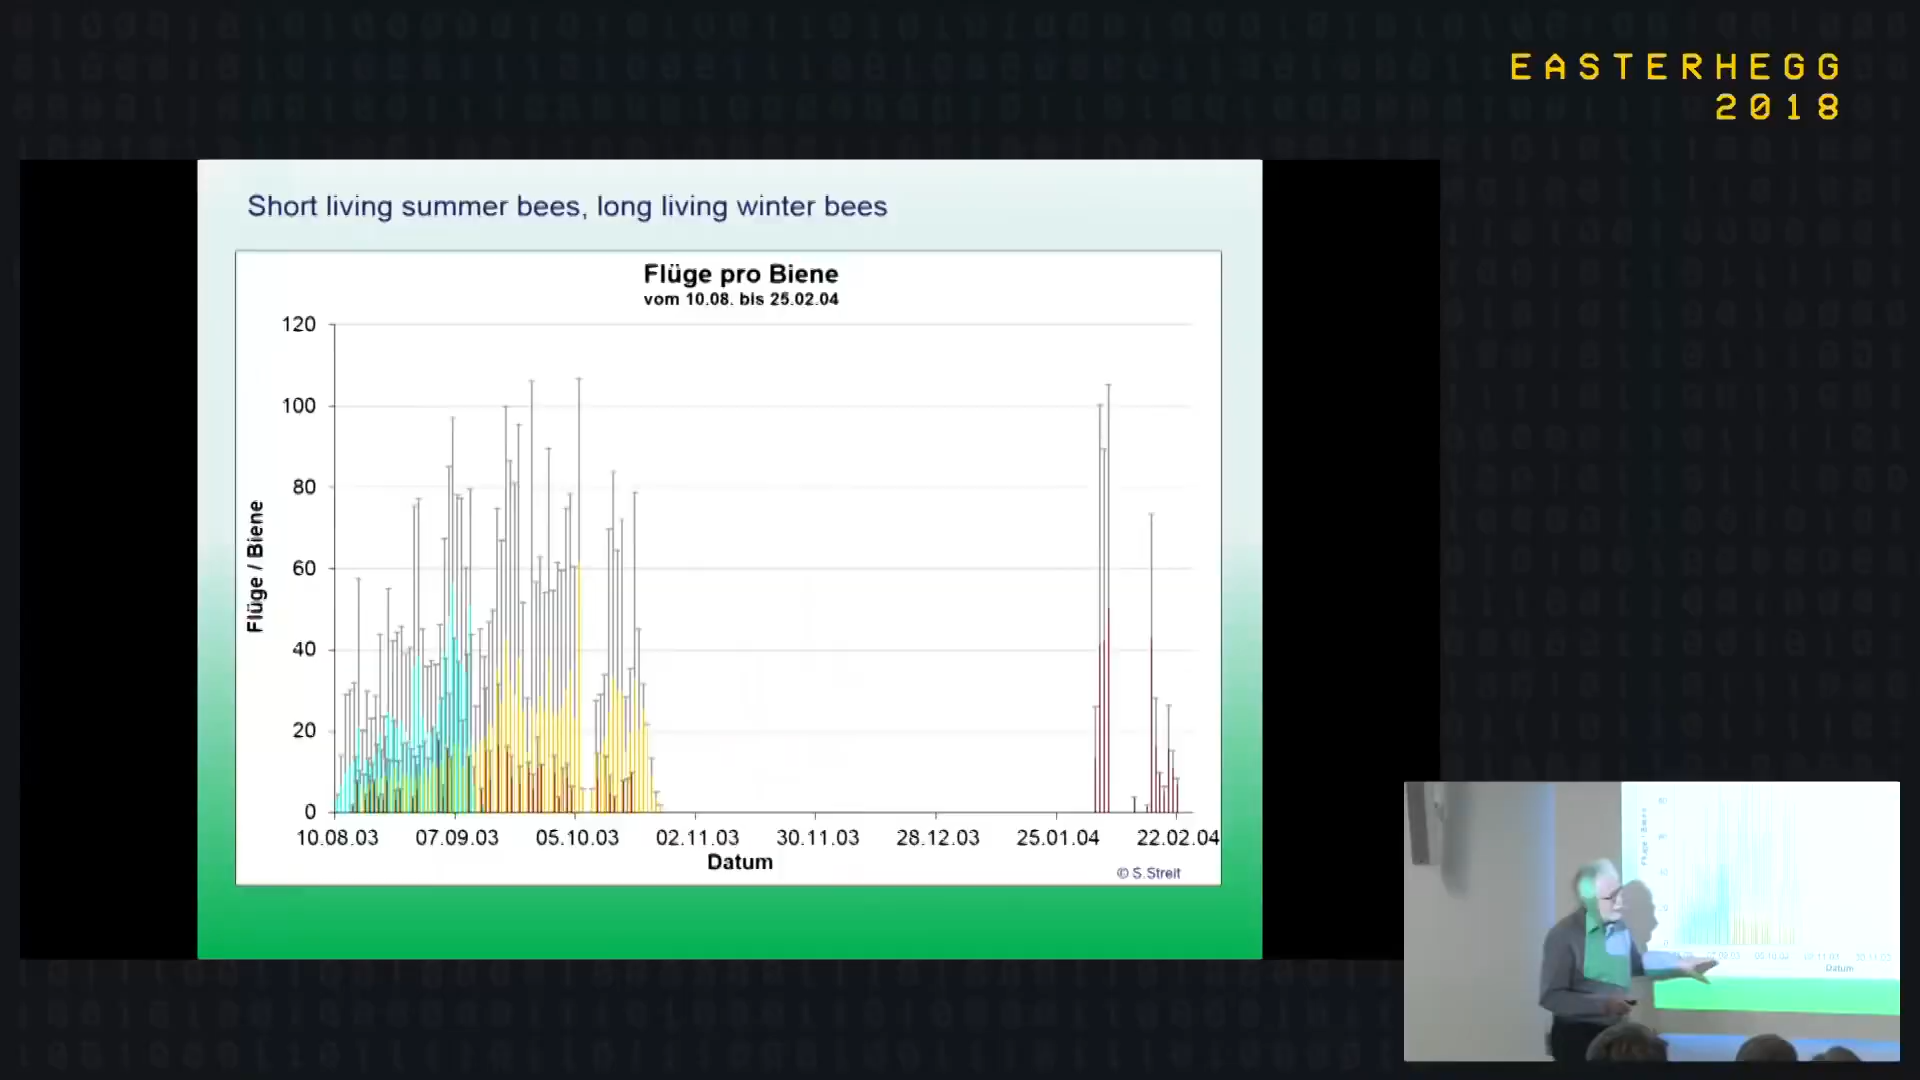 EASTERHEGG
2018
Short living summer bees, long living winter bees
Flüge pro Biene
vom 10.08. bis 25.02.04
Flüge / Biene
120
100
80
60
40
20
0
10.08.03 07.09.03 05.10.03 02.11.03 30.11.03 28.12.03 25.01.04 22.02.04
Datum
© S.Streit
Datum